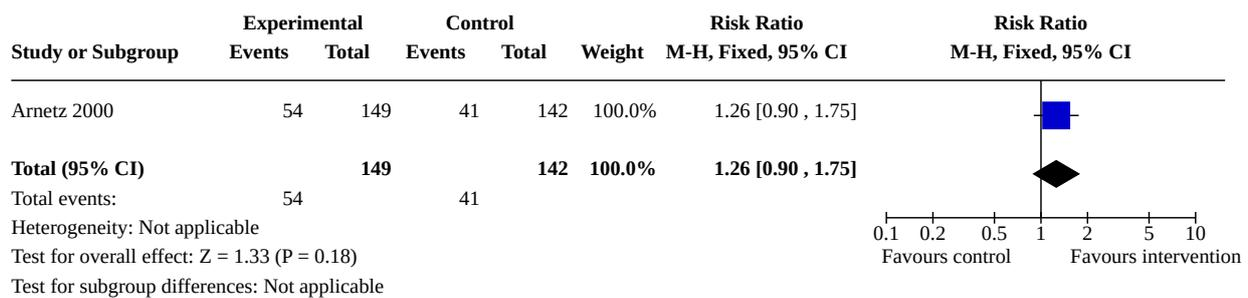 Experimental Control Risk Ratio Risk Ratio
Study or Subgroup Events Total Events Total Weight M-H, Fixed, 95% CI M-H, Fixed, 95% CI
Arnetz 2000 54 149 41 142 100.0% 1.26 [0.90 , 1.75]
Total (95% CI) 149 142 100.0% 1.26 [0.90 , 1.75]
Total events: 54 41
Heterogeneity: Not applicable
0.1 0.2 0.5 1 2 5 10
Test for overall effect: Z = 1.33 (P = 0.18) Favours control Favours intervention
Test for subgroup differences: Not applicable